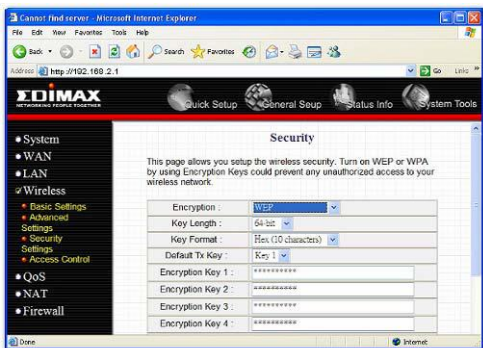 Cannot find server - Microsoft Internet Explorer
File Edit View Favorites Tools Help
Back Search Favorites
Address http://192.168.2.1 Go Links »
EDIMAX
NETWORKING PEOPLE TOGETHER
Quick Setup General Seup Status Info System Tools
System
WAN
LAN
Wireless
Basic Settings
Advanced
Settings
Security
Settings
Access Control
QoS
NAT
Firewall
Security
This page allows you setup the wireless security. Turn on WEP or WPA
by using Encryption Keys could prevent any unauthorized access to your
wireless network.
Encryption : WEP
Key Length : 64-bit
Key Format : Hex (10 characters)
Default Tx Key : Key 1
Encryption Key 1 : **********
Encryption Key 2 : **********
Encryption Key 3 : **********
Encryption Key 4 : **********
Done Internet